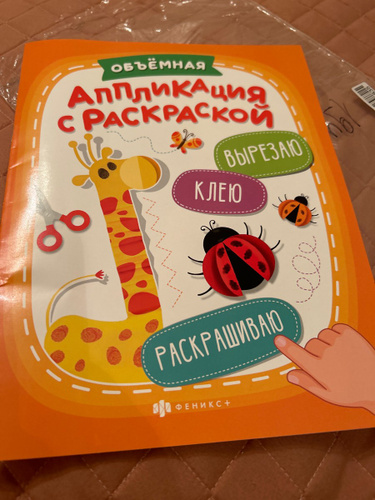 ОБЪЁМНАЯ
АППЛИКАЦИЯ
С РАСКРАСКОЙ
ВЫРЕЗАЮ
КЛЕЮ
РАСКРАШИВАЮ
ФЕНИКС+